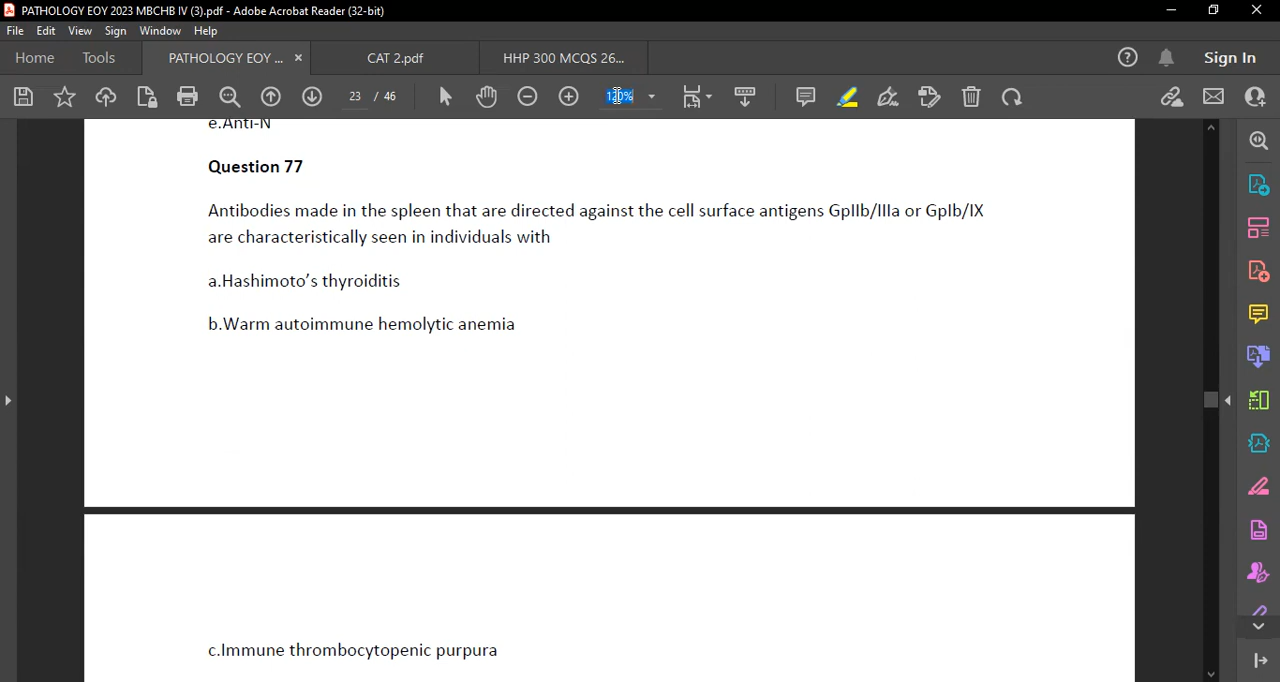 PATHOLOGY EOY 2023 MBCHB IV (3).pdf - Adobe Acrobat Reader (32-bit)
File Edit View Sign Window Help
Home Tools PATHOLOGY EOY ... × CAT 2.pdf HHP 300 MCQS 26... Sign In
23 / 46 120%
e.Anti-N
Question 77
Antibodies made in the spleen that are directed against the cell surface antigens GpIIb/IIIa or GpIb/IX
are characteristically seen in individuals with
a.Hashimoto’s thyroiditis
b.Warm autoimmune hemolytic anemia
c.Immune thrombocytopenic purpura